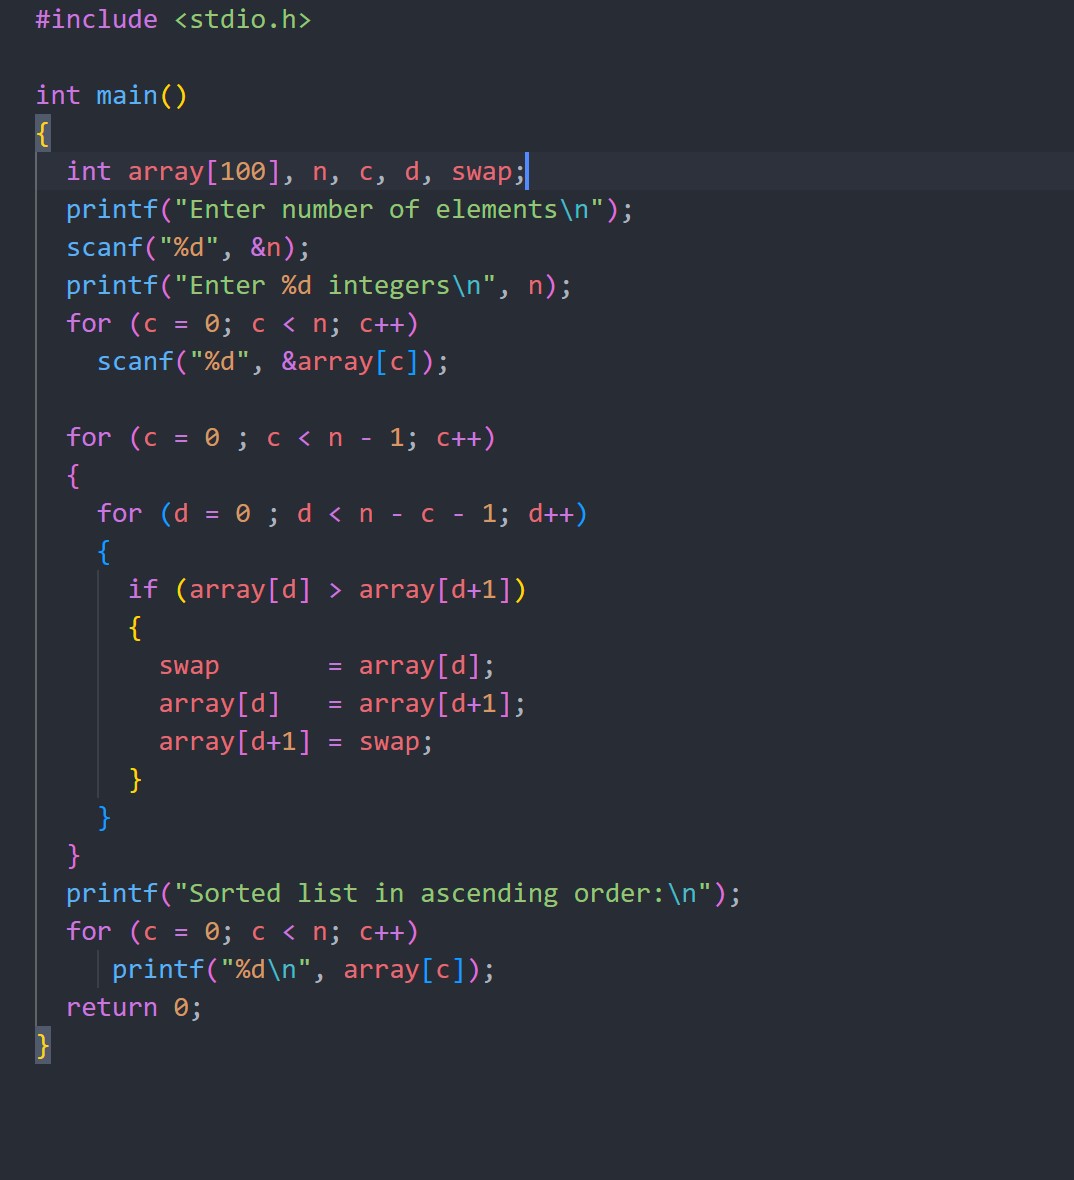 #include <stdio.h>

int main()
{
  int array[100], n, c, d, swap;
  printf("Enter number of elements\n");
  scanf("%d", &n);
  printf("Enter %d integers\n", n);
  for (c = 0; c < n; c++)
    scanf("%d", &array[c]);

  for (c = 0 ; c < n - 1; c++)
  {
    for (d = 0 ; d < n - c - 1; d++)
    {
      if (array[d] > array[d+1])
      {
        swap       = array[d];
        array[d]   = array[d+1];
        array[d+1] = swap;
      }
    }
  }
  printf("Sorted list in ascending order:\n");
  for (c = 0; c < n; c++)
     printf("%d\n", array[c]);
  return 0;
}